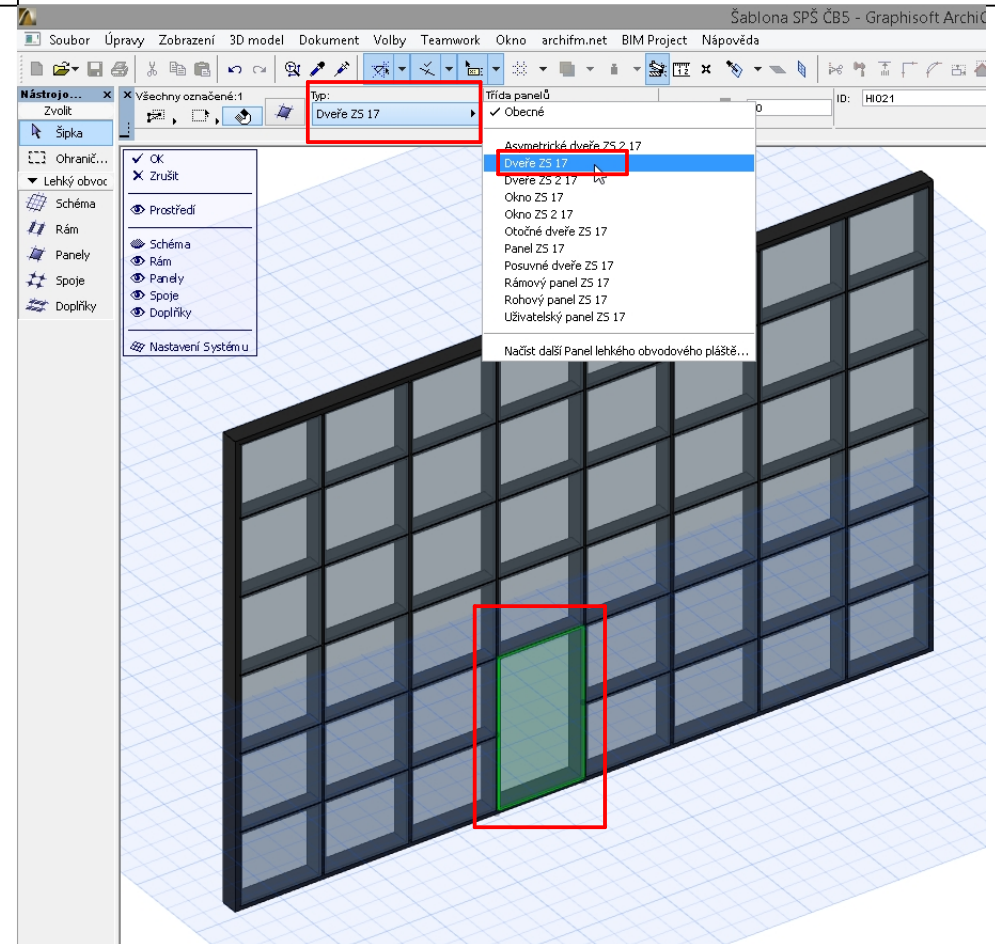 Šablona SPŠ ČB5 - Graphisoft ArchiC
Soubor Úpravy Zobrazení 3D model Dokument Volby Teamwork Okno archifm.net BIM Project Nápověda
Nástrojo...
Zvolit
Šipka
Ohranič...
Lehký obvoc
Schéma
Rám
Panely
Spoje
Doplňky
Všechny označené:1
Typ:
Dveře ZS 17
Třída panelů
Obecné
Asymetrické dveře ZS 2 17
Dveře ZS 17
Dveře ZS 2 17
Okno ZS 17
Okno ZS 2 17
Otočné dveře ZS 17
Panel ZS 17
Posuvné dveře ZS 17
Rámový panel ZS 17
Rohový panel ZS 17
Uživatelský panel ZS 17
Načíst další Panel lehkého obvodového pláště...
0
ID: HI021
OK
Zrušit
Prostředí
Schéma
Rám
Panely
Spoje
Doplňky
Nastavení Systému